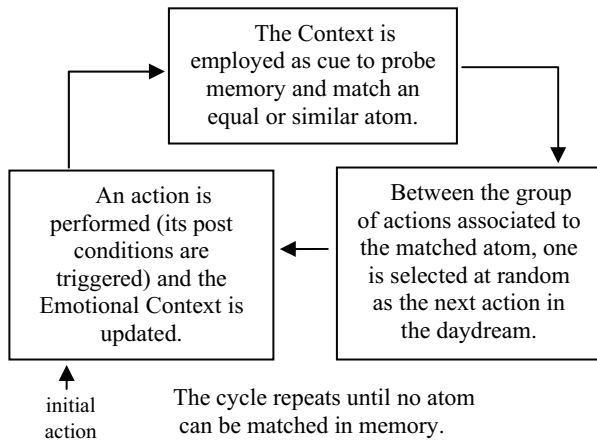 The Context is
employed as cue to probe
memory and match an
equal or similar atom.
An action is
performed (its post
conditions are
triggered) and the
Emotional Context is
updated.
Between the group
of actions associated to
the matched atom, one
is selected at random
as the next action in
the daydream.
initial
action
The cycle repeats until no atom
can be matched in memory.